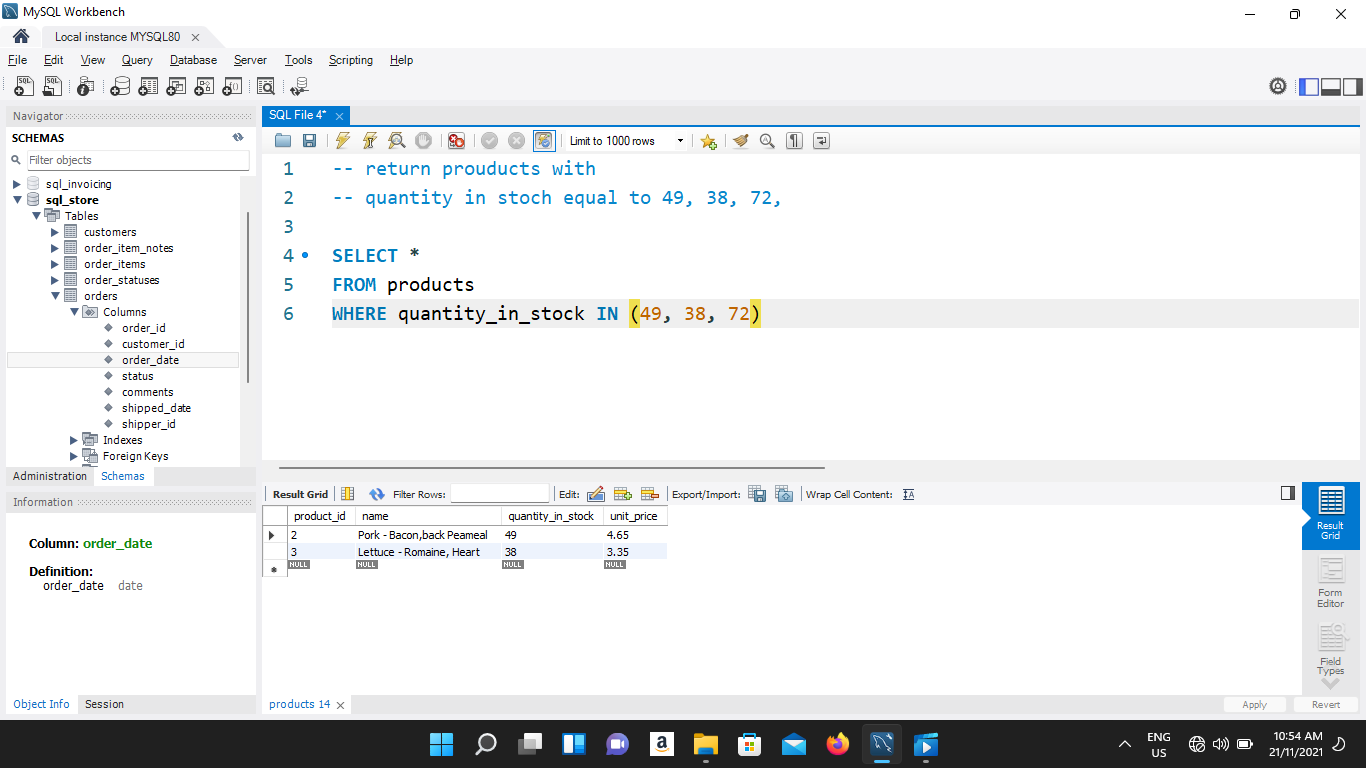 MySQL Workbench
Local instance MYSQL80
File Edit View Query Database Server Tools Scripting Help
Navigator
SCHEMAS
Filter objects
sql_invoicing
sql_store
Tables
customers
order_item_notes
order_items
order_statuses
orders
Columns
order_id
customer_id
order_date
status
comments
shipped_date
shipper_id
Indexes
Foreign Keys
Administration Schemas
Information
Column: order_date
Definition:
order_date date
Object Info Session
SQL File 4*
Limit to 1000 rows
1 -- return prouducts with
2 -- quantity in stoch equal to 49, 38, 72,
3
4 SELECT *
5 FROM products
6 WHERE quantity_in_stock IN (49, 38, 72)
Result Grid Filter Rows: Edit: Export/Import: Wrap Cell Content:
product_id name quantity_in_stock unit_price
2 Pork - Bacon,back Peameal 49 4.65
3 Lettuce - Romaine, Heart 38 3.35
NULL NULL NULL NULL
Result
Grid
Form
Editor
Field
Types
products 14
Apply Revert
ENG
US
10:54 AM
21/11/2021